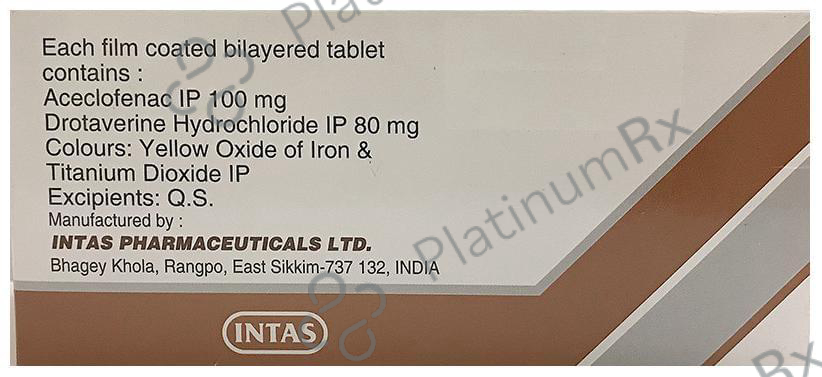 Each film coated bilayered tablet
contains :
Aceclofenac IP 100 mg
Drotaverine Hydrochloride IP 80 mg
Colours: Yellow Oxide of Iron &
Titanium Dioxide IP
Excipients: Q.S.
Manufactured by :
INTAS PHARMACEUTICALS LTD.
Bhagey Khola, Rangpo, East Sikkim-737 132, INDIA
INTAS
PlatinumRx
PlatinumRx
Rx